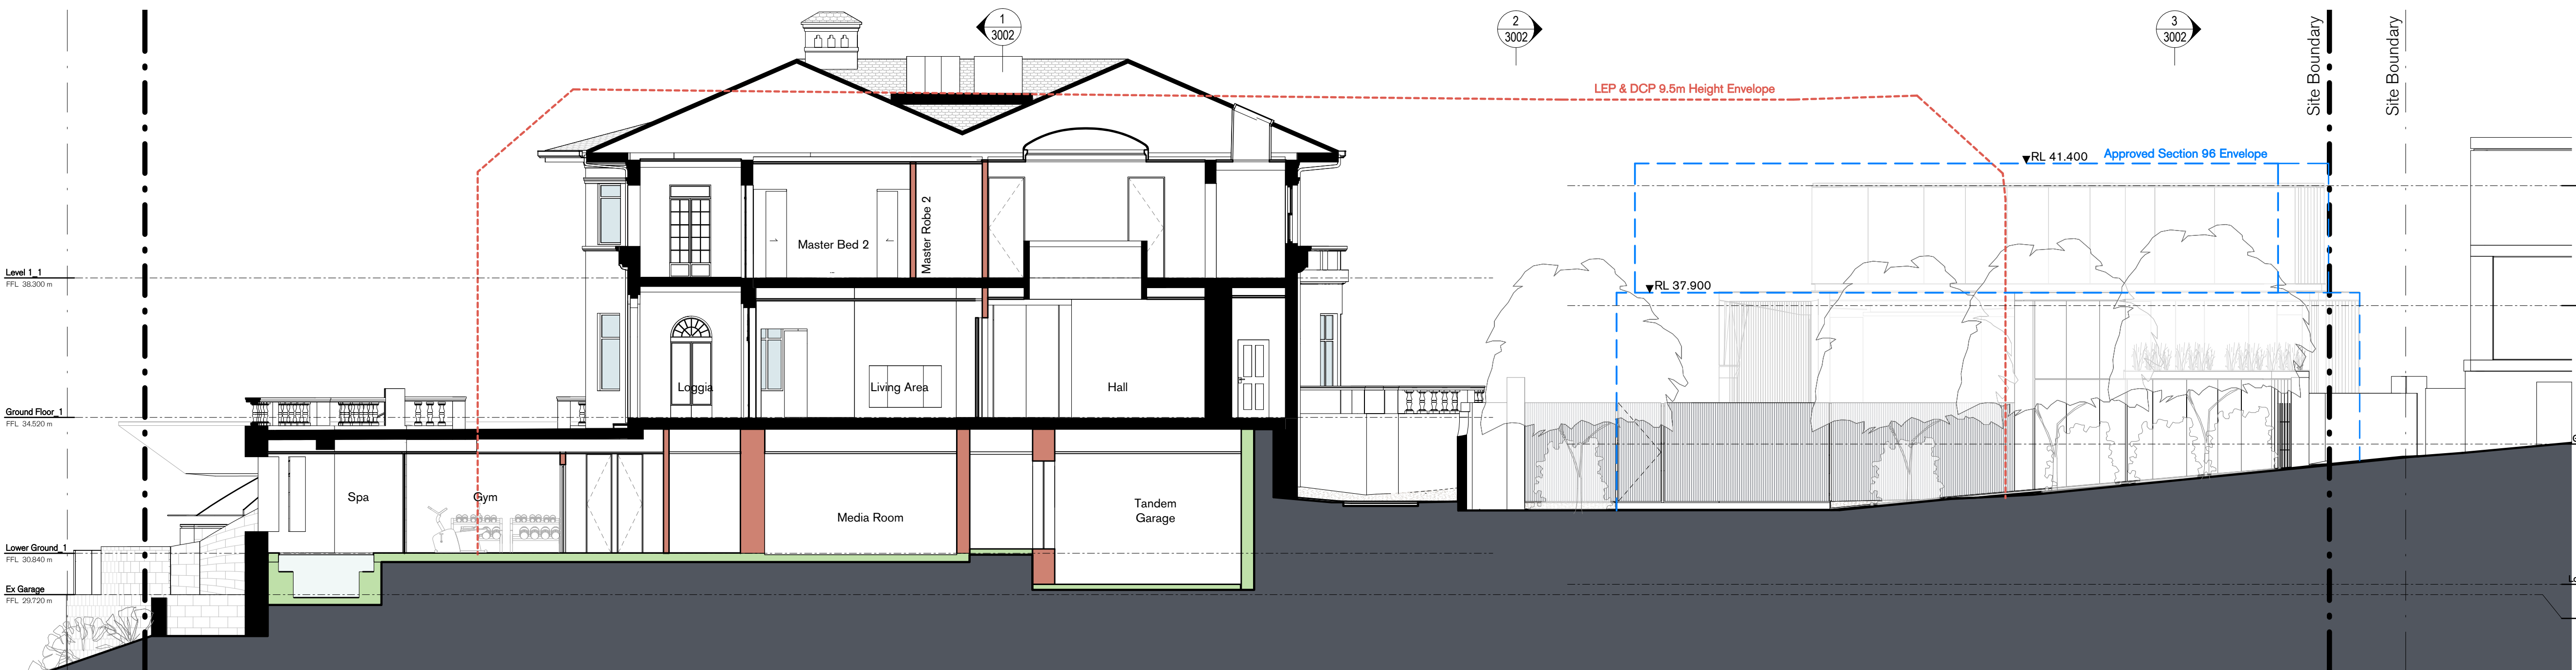 1
3002
2
3002
3
3002
Site Boundary
Site Boundary
LEP & DCP 9.5m Height Envelope
RL 41.400
Approved Section 96 Envelope
Master Robe 2
Master Bed 2
Level 1_1
FFL 38.300 m
RL 37.900
Loggia
Living Area
Hall
Ground Floor_1
FFL 34.520 m
Spa
Gym
Media Room
Tandem
Garage
Lower Ground_1
FFL 30.840 m
Ex Garage
FFL 29.720 m